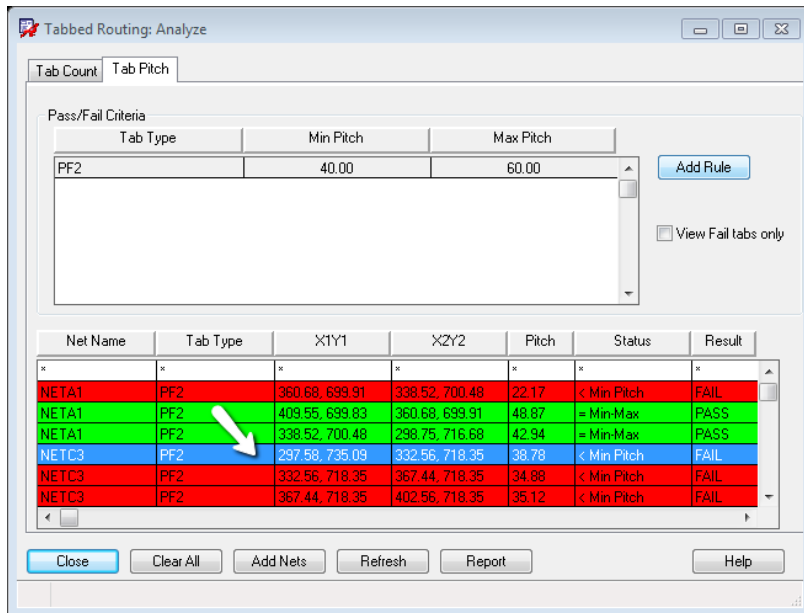 Tabbed Routing: Analyze
Tab Count Tab Pitch
Pass/Fail Criteria
Tab Type Min Pitch Max Pitch
PF2 40.00 60.00
Add Rule
View Fail tabs only
Net Name Tab Type X1Y1 X2Y2 Pitch Status Result
* * * * * * *
NETA1 PF2 360.68, 699.91 338.52, 700.48 22.17 < Min Pitch FAIL
NETA1 PF2 409.55, 699.83 360.68, 699.91 48.87 = Min-Max PASS
NETA1 PF2 338.52, 700.48 298.75, 716.68 42.94 = Min-Max PASS
NETC3 PF2 297.58, 735.09 332.56, 718.35 38.78 < Min Pitch FAIL
NETC3 PF2 332.56, 718.35 367.44, 718.35 34.88 < Min Pitch FAIL
NETC3 PF2 367.44, 718.35 402.56, 718.35 35.12 < Min Pitch FAIL
Close Clear All Add Nets Refresh Report Help